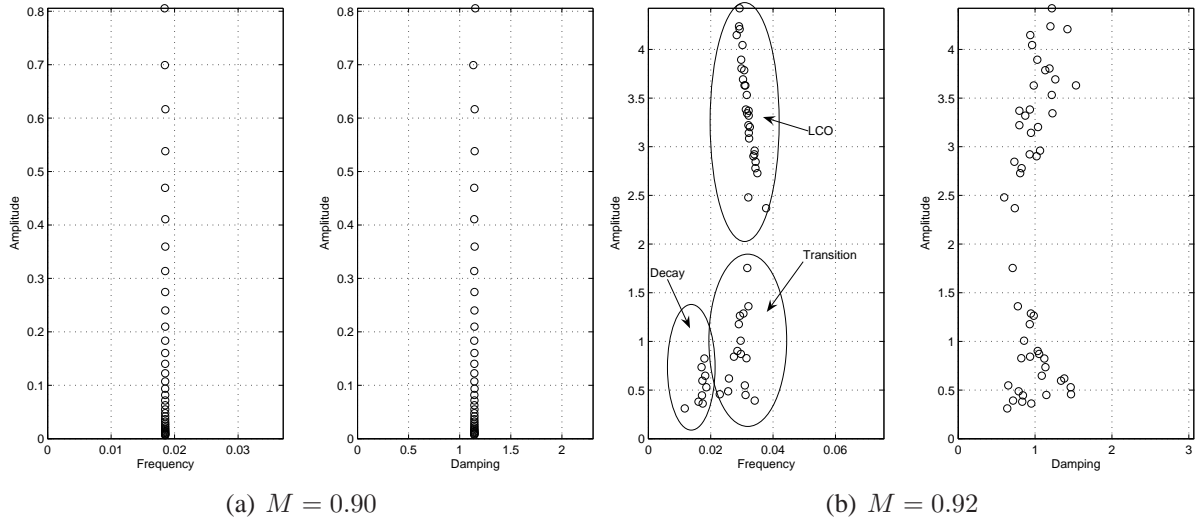 0.8
0.7
0.6
0.5
0.4
0.3
0.2
0.1
0
Amplitude
0 0.01 0.02 0.03
Frequency
0.8
0.7
0.6
0.5
0.4
0.3
0.2
0.1
0
Amplitude
0 0.5 1 1.5 2
Damping
(a) M = 0.90
4
3.5
3
2.5
2
1.5
1
0.5
0
Amplitude
LCO
Transition
Decay
0 0.02 0.04 0.06
Frequency
4
3.5
3
2.5
2
1.5
1
0.5
0
Amplitude
0 1 2 3
Damping
(b) M = 0.92